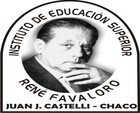 INSTITUTO DE EDUCACIÓN SUPERIOR
RENÉ FAVALORO
JUAN J. CASTELLI - CHACO